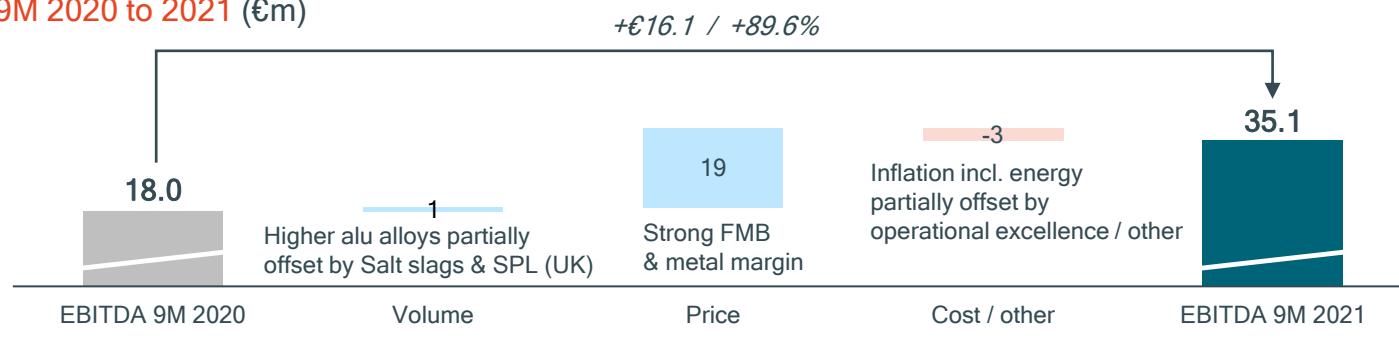 9M 2020 to 2021 (€m)
+€16.1 / +89.6%
18.0
1
Higher alu alloys partially
offset by Salt slags & SPL (UK)
19
Strong FMB
& metal margin
-3
Inflation incl. energy
partially offset by
operational excellence / other
35.1
EBITDA 9M 2020
Volume
Price
Cost / other
EBITDA 9M 2021